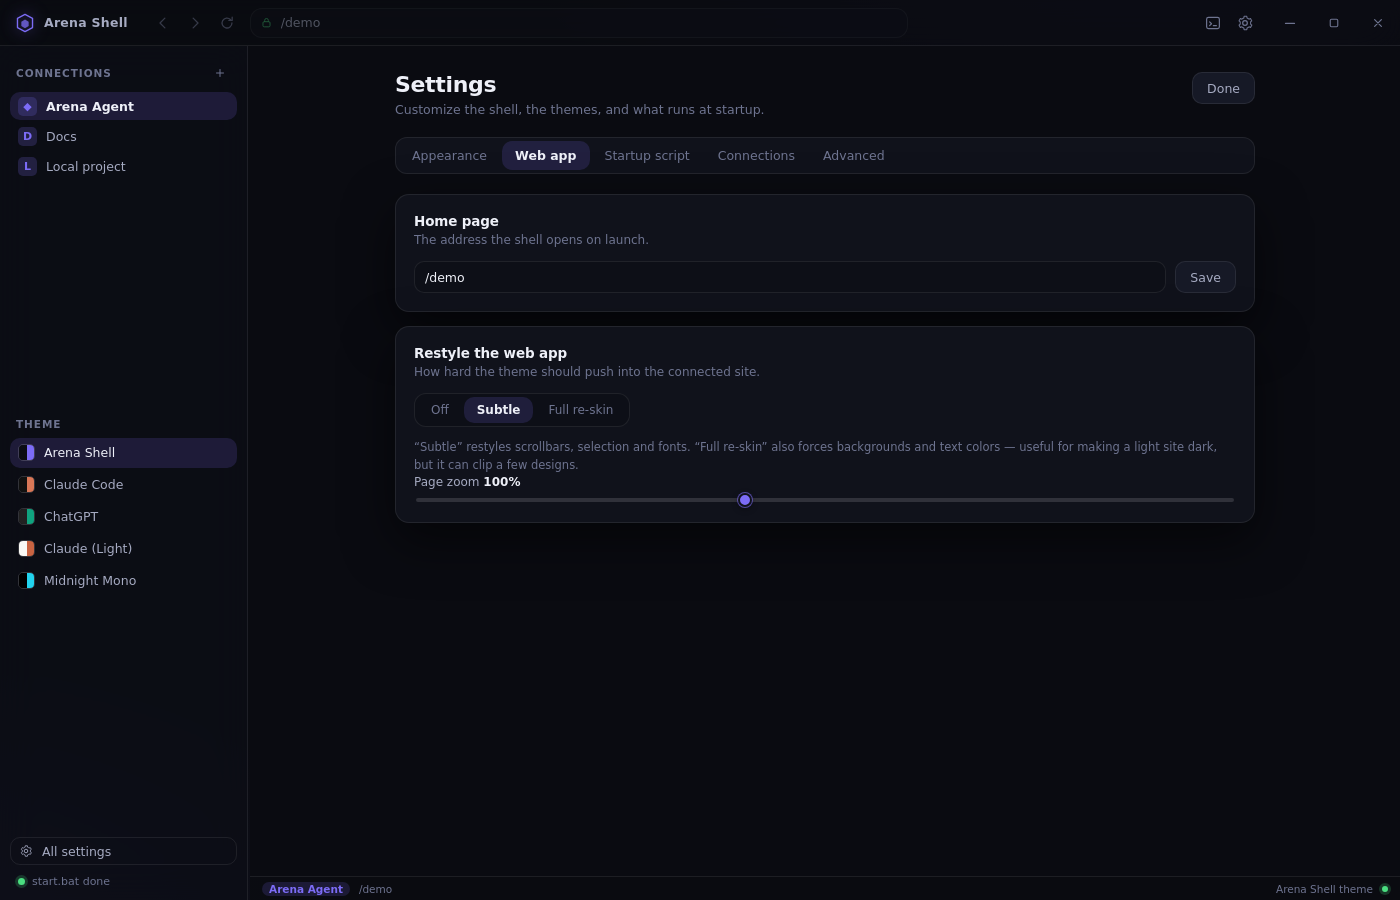 Arena Shell
/demo
CONNECTIONS
Arena Agent
D Docs
L Local project
THEME
Arena Shell
Claude Code
ChatGPT
Claude (Light)
Midnight Mono
All settings
start.bat done
Settings
Customize the shell, the themes, and what runs at startup.
Done
Appearance Web app Startup script Connections Advanced
Home page
The address the shell opens on launch.
/demo
Save
Restyle the web app
How hard the theme should push into the connected site.
Off Subtle Full re-skin
“Subtle” restyles scrollbars, selection and fonts. “Full re-skin” also forces backgrounds and text colors — useful for making a light site dark,
but it can clip a few designs.
Page zoom 100%
Arena Agent /demo
Arena Shell theme